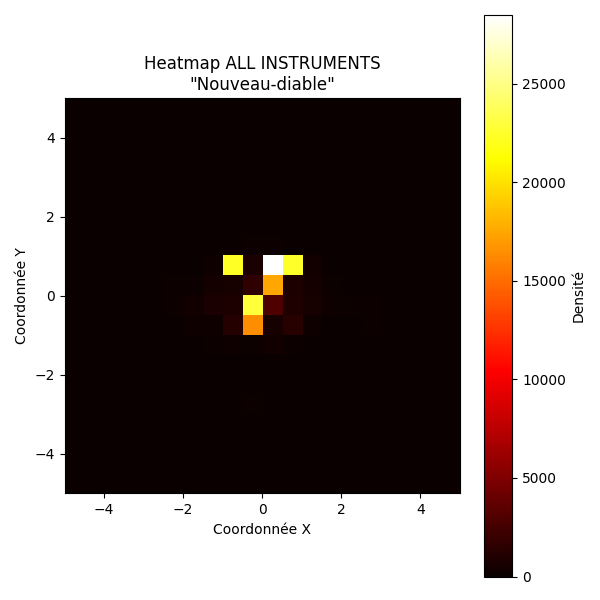 Heatmap ALL INSTRUMENTS
"Nouveau-diable"
4
2
0
−2
−4
Coordonnée Y
−4 −2 0 2 4
Coordonnée X
25000
20000
15000
10000
5000
0
Densité